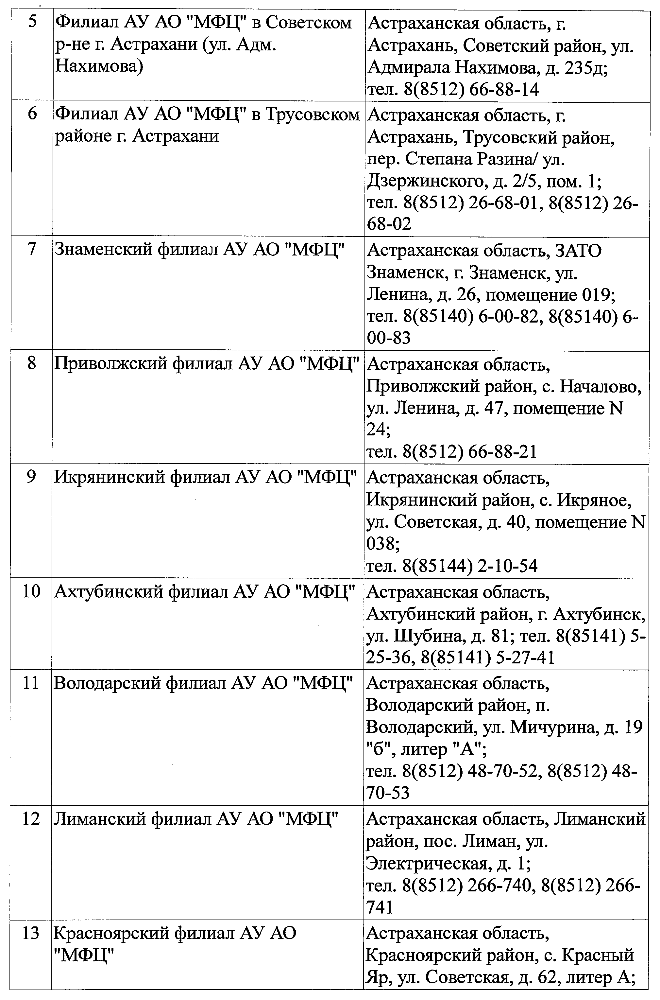 5
Филиал АУ АО "МФЦ" в Советском
р-не г. Астрахани (ул. Адм.
Нахимова)
Астраханская область, г.
Астрахань, Советский район, ул.
Адмирала Нахимова, д. 235д;
тел. 8(8512) 66-88-14
6
Филиал АУ АО "МФЦ" в Трусовском
районе г. Астрахани
Астраханская область, г.
Астрахань, Трусовский район,
пер. Степана Разина/ ул.
Дзержинского, д. 2/5, пом. 1;
тел. 8(8512) 26-68-01, 8(8512) 26-
68-02
7
Знаменский филиал АУ АО "МФЦ"
Астраханская область, ЗАТО
Знаменск, г. Знаменск, ул.
Ленина, д. 26, помещение 019;
тел. 8(85140) 6-00-82, 8(85140) 6-
00-83
8
Приволжский филиал АУ АО "МФЦ"
Астраханская область,
Приволжский район, с. Началово,
ул. Ленина, д. 47, помещение N
24;
тел. 8(8512) 66-88-21
9
Икрянинский филиал АУ АО "МФЦ"
Астраханская область,
Икрянинский район, с. Икряное,
ул. Советская, д. 40, помещение N
038;
тел. 8(85144) 2-10-54
10
Ахтубинский филиал АУ АО "МФЦ"
Астраханская область,
Ахтубинский район, г. Ахтубинск,
ул. Шубина, д. 81; тел. 8(85141) 5-
25-36, 8(85141) 5-27-41
11
Володарский филиал АУ АО "МФЦ"
Астраханская область,
Володарский район, п.
Володарский, ул. Мичурина, д. 19
"б", литер "А";
тел. 8(8512) 48-70-52, 8(8512) 48-
70-53
12
Лиманский филиал АУ АО "МФЦ"
Астраханская область, Лиманский
район, пос. Лиман, ул.
Электрическая, д. 1;
тел. 8(8512) 266-740, 8(8512) 266-
741
13
Красноярский филиал АУ АО
"МФЦ"
Астраханская область,
Красноярский район, с. Красный
Яр, ул. Советская, д. 62, литер А;